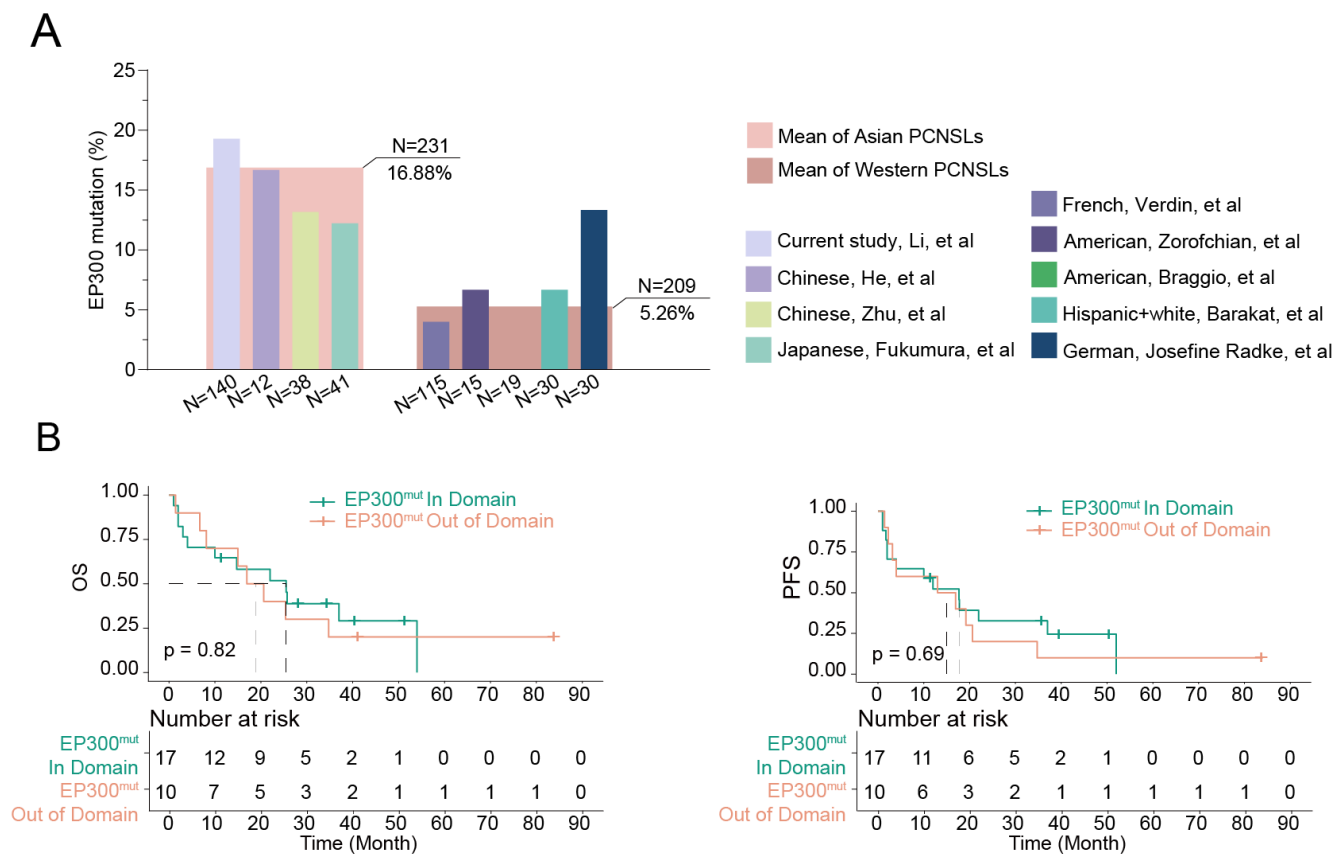 A
EP300 mutation (%)
25
20
15
10
5
0
N=231
16.88%
N=209
5.26%
N=140
N=12
N=38
N=41
N=115
N=15
N=19
N=30
N=30
Mean of Asian PCNSLs
Mean of Western PCNSLs
Current study, Li, et al
Chinese, He, et al
Chinese, Zhu, et al
Japanese, Fukumura, et al
French, Verdin, et al
American, Zorofchian, et al
American, Braggio, et al
Hispanic+white, Barakat, et al
German, Josefine Radke, et al
B
OS
1.00
0.75
0.50
0.25
0.00
EP300mut In Domain
EP300mut Out of Domain
p = 0.82
0 10 20 30 40 50 60 70 80 90
Number at risk
EP300mut
In Domain
17 12 9 5 2 1 0 0 0 0
EP300mut
Out of Domain
10 7 5 3 2 1 1 1 1 0
0 10 20 30 40 50 60 70 80 90
Time (Month)
PFS
1.00
0.75
0.50
0.25
0.00
EP300mut In Domain
EP300mut Out of Domain
p = 0.69
0 10 20 30 40 50 60 70 80 90
Number at risk
EP300mut
In Domain
17 11 6 5 2 1 0 0 0 0
EP300mut
Out of Domain
10 6 3 2 1 1 1 1 1 0
0 10 20 30 40 50 60 70 80 90
Time (Month)